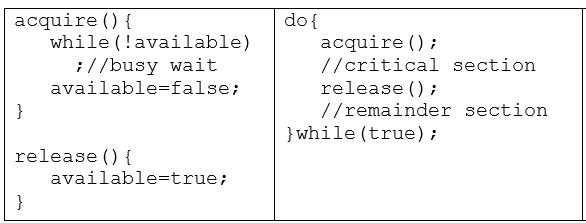 acquire(){
while(!available)
;//busy wait
available=false;
}
release(){
available=true;
}
do{
acquire();
//critical section
release();
//remainder section
}while(true);